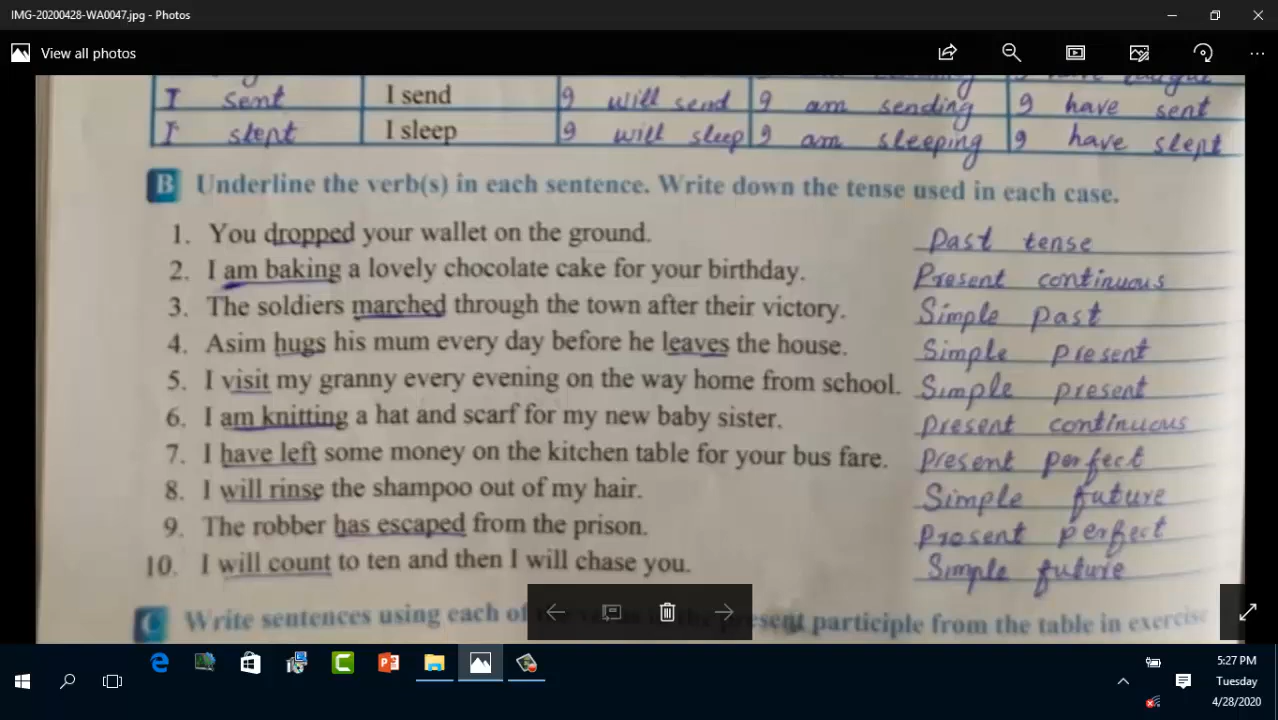 IMG-20200428-WA0047.jpg - Photos
View all photos
I sent I send I will send I am sending I have sent
I slept I sleep I will sleep I am sleeping I have slept
B Underline the verb(s) in each sentence. Write down the tense used in each case.
1. You dropped your wallet on the ground. Past tense
2. I am baking a lovely chocolate cake for your birthday. Present continuous
3. The soldiers marched through the town after their victory. Simple past
4. Asim hugs his mum every day before he leaves the house. Simple present
5. I visit my granny every evening on the way home from school. Simple present
6. I am knitting a hat and scarf for my new baby sister. Present continuous
7. I have left some money on the kitchen table for your bus fare. Present perfect
8. I will rinse the shampoo out of my hair. Simple future
9. The robber has escaped from the prison. Present perfect
10. I will count to ten and then I will chase you. Simple future
C Write sentences using each of present participle from the table in exercise
5:27 PM
Tuesday
4/28/2020